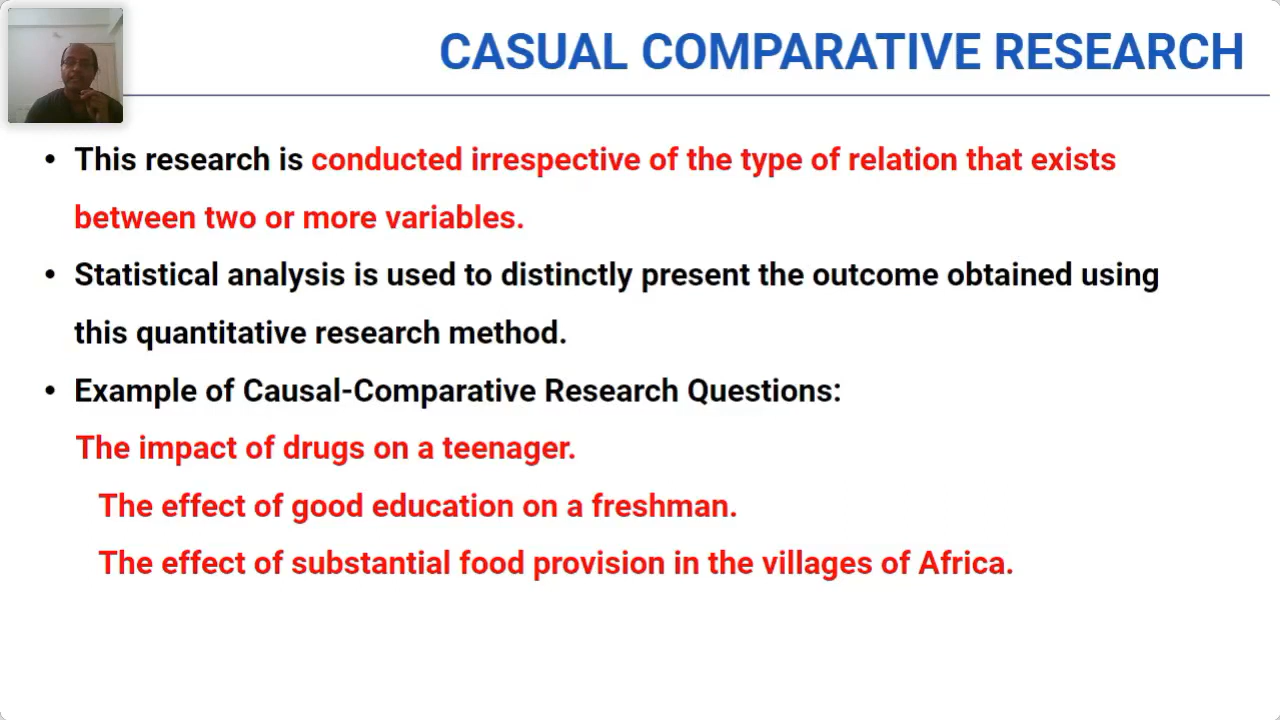 CASUAL COMPARATIVE RESEARCH
• This research is conducted irrespective of the type of relation that exists
between two or more variables.
• Statistical analysis is used to distinctly present the outcome obtained using
this quantitative research method.
• Example of Causal-Comparative Research Questions:
The impact of drugs on a teenager.
The effect of good education on a freshman.
The effect of substantial food provision in the villages of Africa.